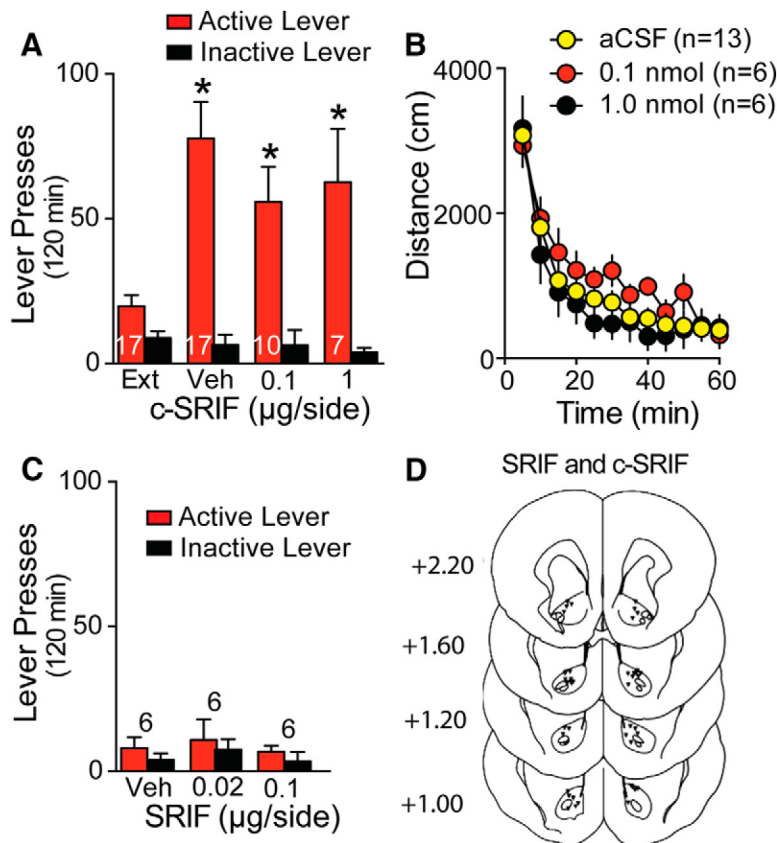 A
Active Lever
Inactive Lever
100
50
0
Lever Presses
(120 min)
*
*
*
17
17
10
7
Ext
Veh
0.1
1
c-SRIF (µg/side)
B
aCSF (n=13)
0.1 nmol (n=6)
1.0 nmol (n=6)
4000
2000
0
Distance (cm)
0
20
40
60
Time (min)
C
Active Lever
Inactive Lever
100
50
0
Lever Presses
(120 min)
6
6
6
Veh
0.02
0.1
SRIF (µg/side)
D
SRIF and c-SRIF
+2.20
+1.60
+1.20
+1.00